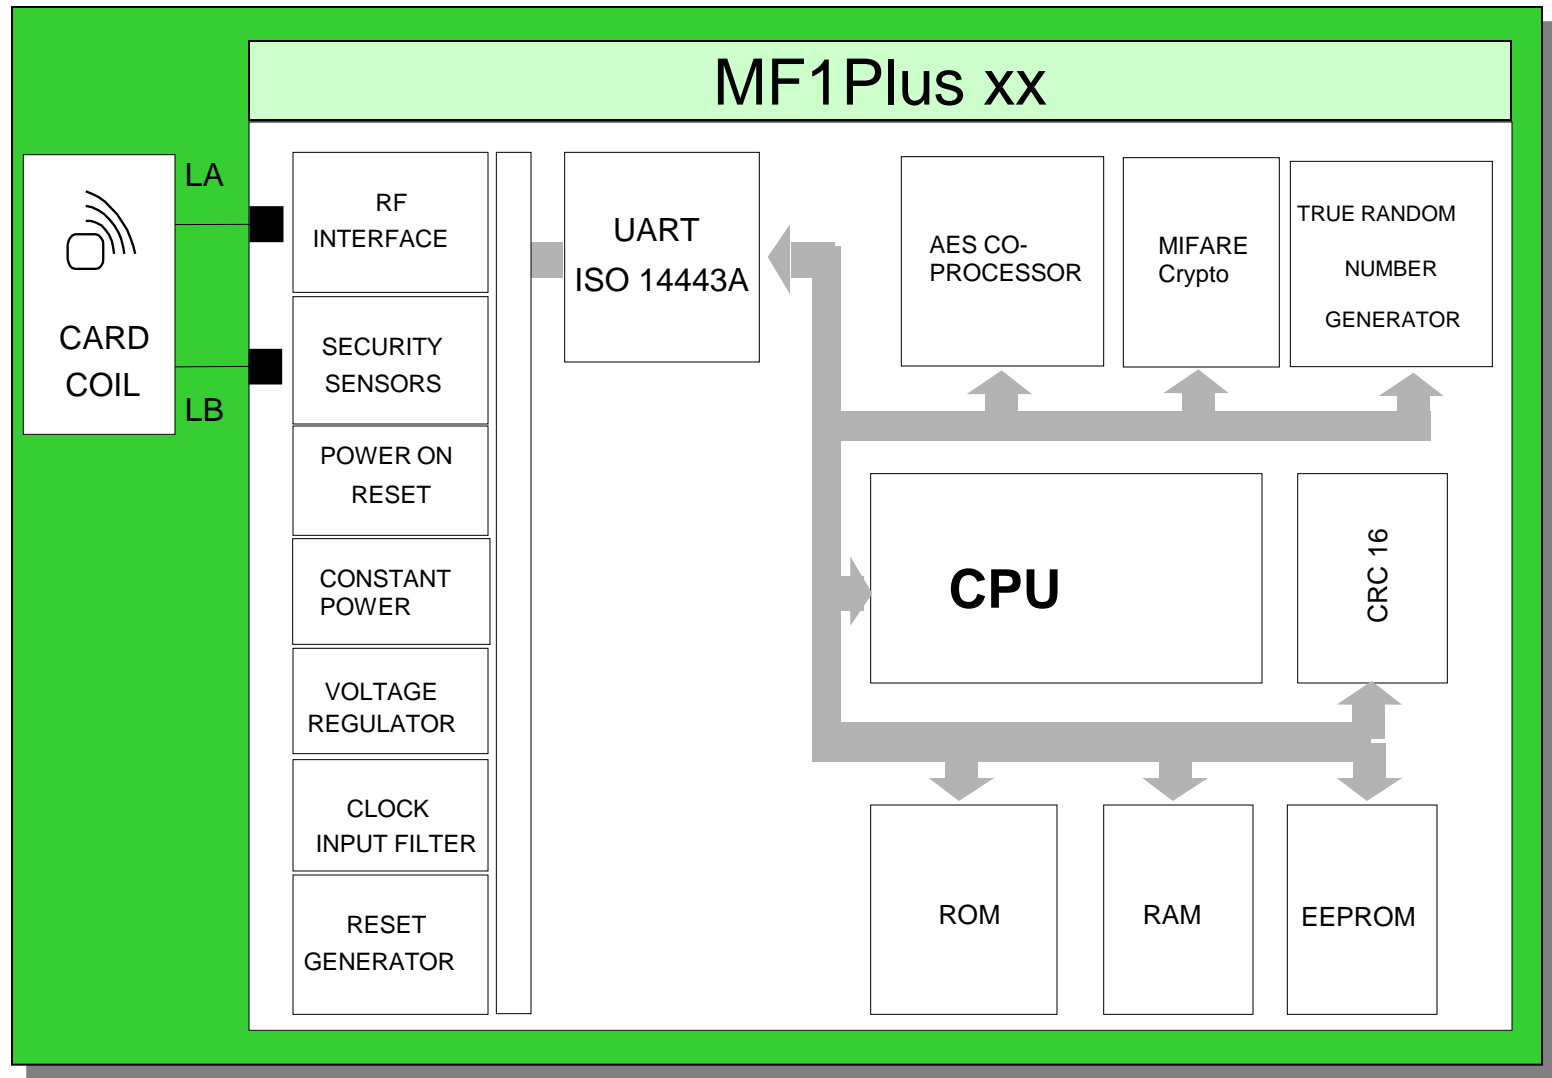 MF1Plus xx
LA
CARD
COIL
LB
RF
INTERFACE
SECURITY
SENSORS
POWER ON
RESET
CONSTANT
POWER
VOLTAGE
REGULATOR
CLOCK
INPUT FILTER
RESET
GENERATOR
UART
ISO 14443A
AES CO-
PROCESSOR
MIFARE
Crypto
TRUE RANDOM
NUMBER
GENERATOR
CPU
CRC 16
ROM
RAM
EEPROM